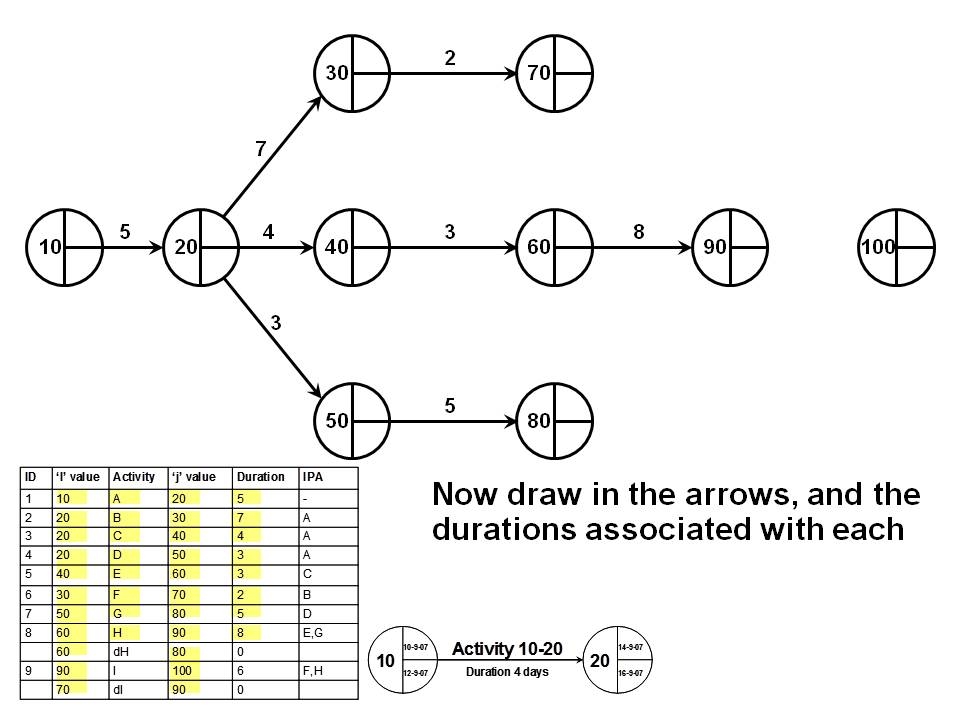 30
2
70
7
10
5
20
4
40
3
60
8
90
100
3
50
5
80
ID ‘I’ value Activity ‘j’ value Duration IPA
1 10 A 20 5 -
2 20 B 30 7 A
3 20 C 40 4 A
4 20 D 50 3 A
5 40 E 60 3 C
6 30 F 70 2 B
7 50 G 80 5 D
8 60 H 90 8 E,G
60 dH 80 0
9 90 I 100 6 F,H
70 dI 90 0
Now draw in the arrows, and the
durations associated with each
10
10-9-07
12-9-07
Activity 10-20
Duration 4 days
20
14-9-07
16-9-07